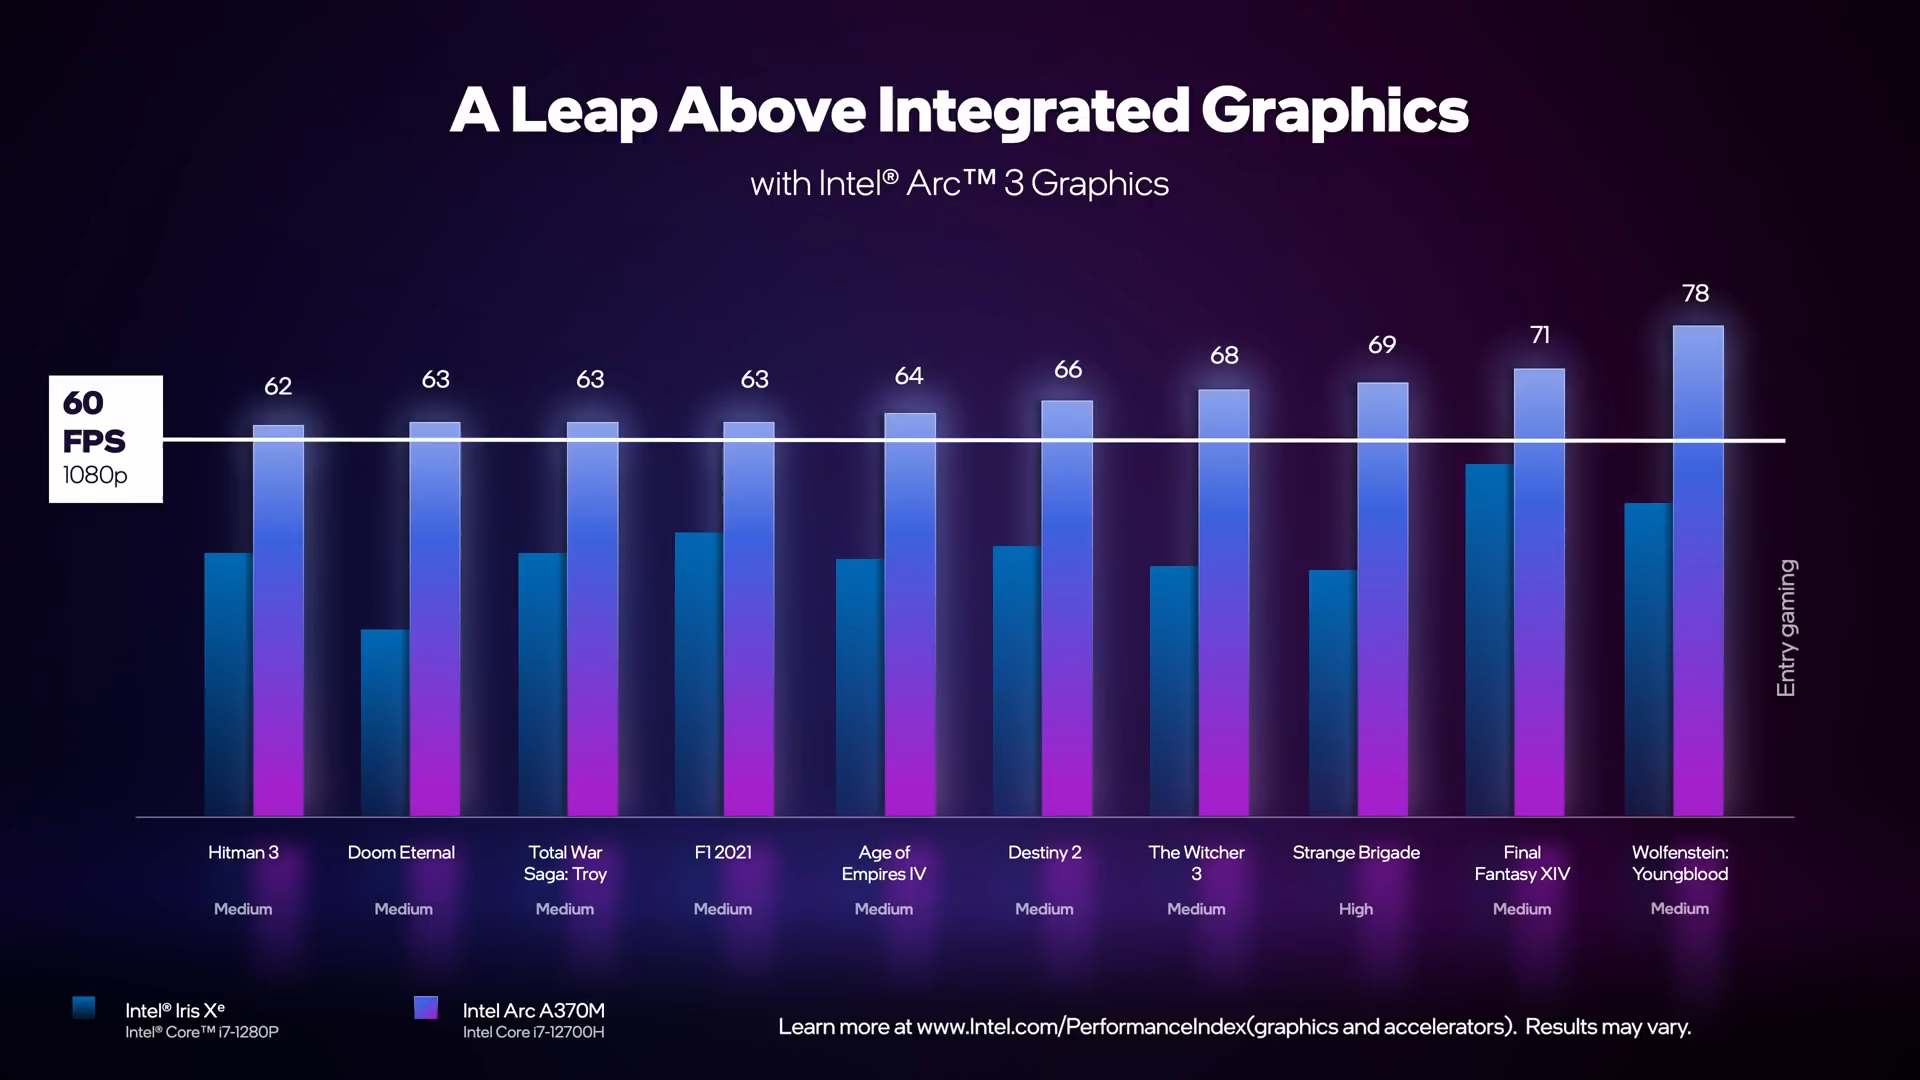 A Leap Above Integrated Graphics
with Intel® Arc™ 3 Graphics
60
FPS
1080p
62
63
63
63
64
66
68
69
71
78
Entry gaming
Hitman 3
Medium
Doom Eternal
Medium
Total War
Saga: Troy
Medium
F1 2021
Medium
Age of
Empires IV
Medium
Destiny 2
Medium
The Witcher
3
Medium
Strange Brigade
High
Final
Fantasy XIV
Medium
Wolfenstein:
Youngblood
Medium
Intel® Iris Xᵉ
Intel® Core™ i7-1280P
Intel Arc A370M
Intel Core i7-12700H
Learn more at www.Intel.com/PerformanceIndex(graphics and accelerators). Results may vary.